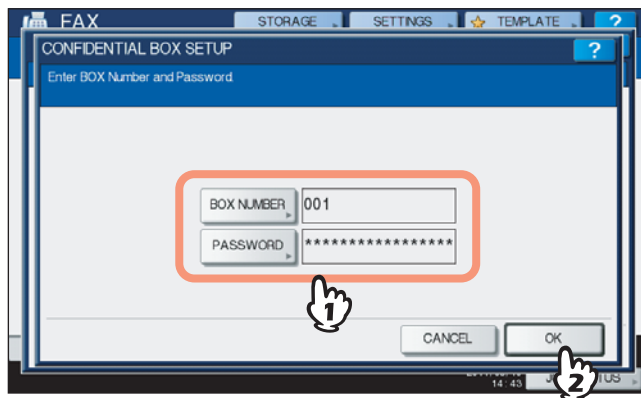 FAX STORAGE SETTINGS TEMPLATE ?
CONFIDENTIAL BOX SETUP ?
Enter BOX Number and Password.
BOX NUMBER 001
PASSWORD *****************
1
CANCEL OK
14:43
2